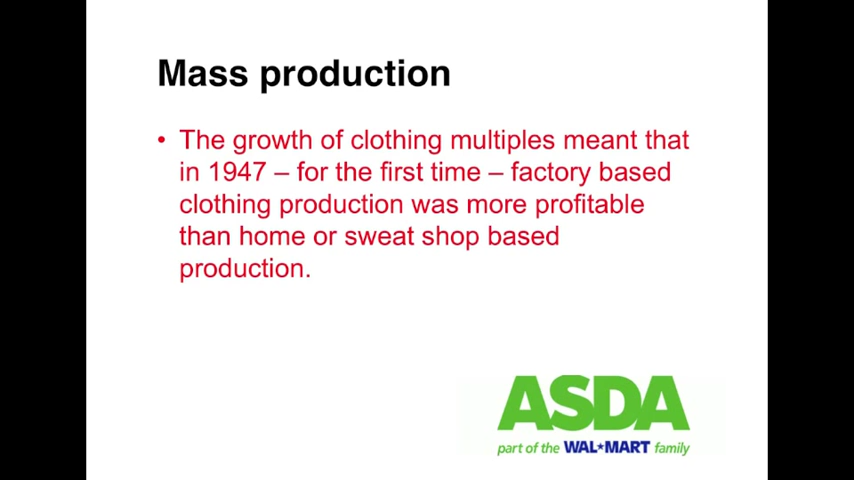 Mass production
• The growth of clothing multiples meant that
in 1947 – for the first time – factory based
clothing production was more profitable
than home or sweat shop based
production.
ASDA
part of the WAL★MART family